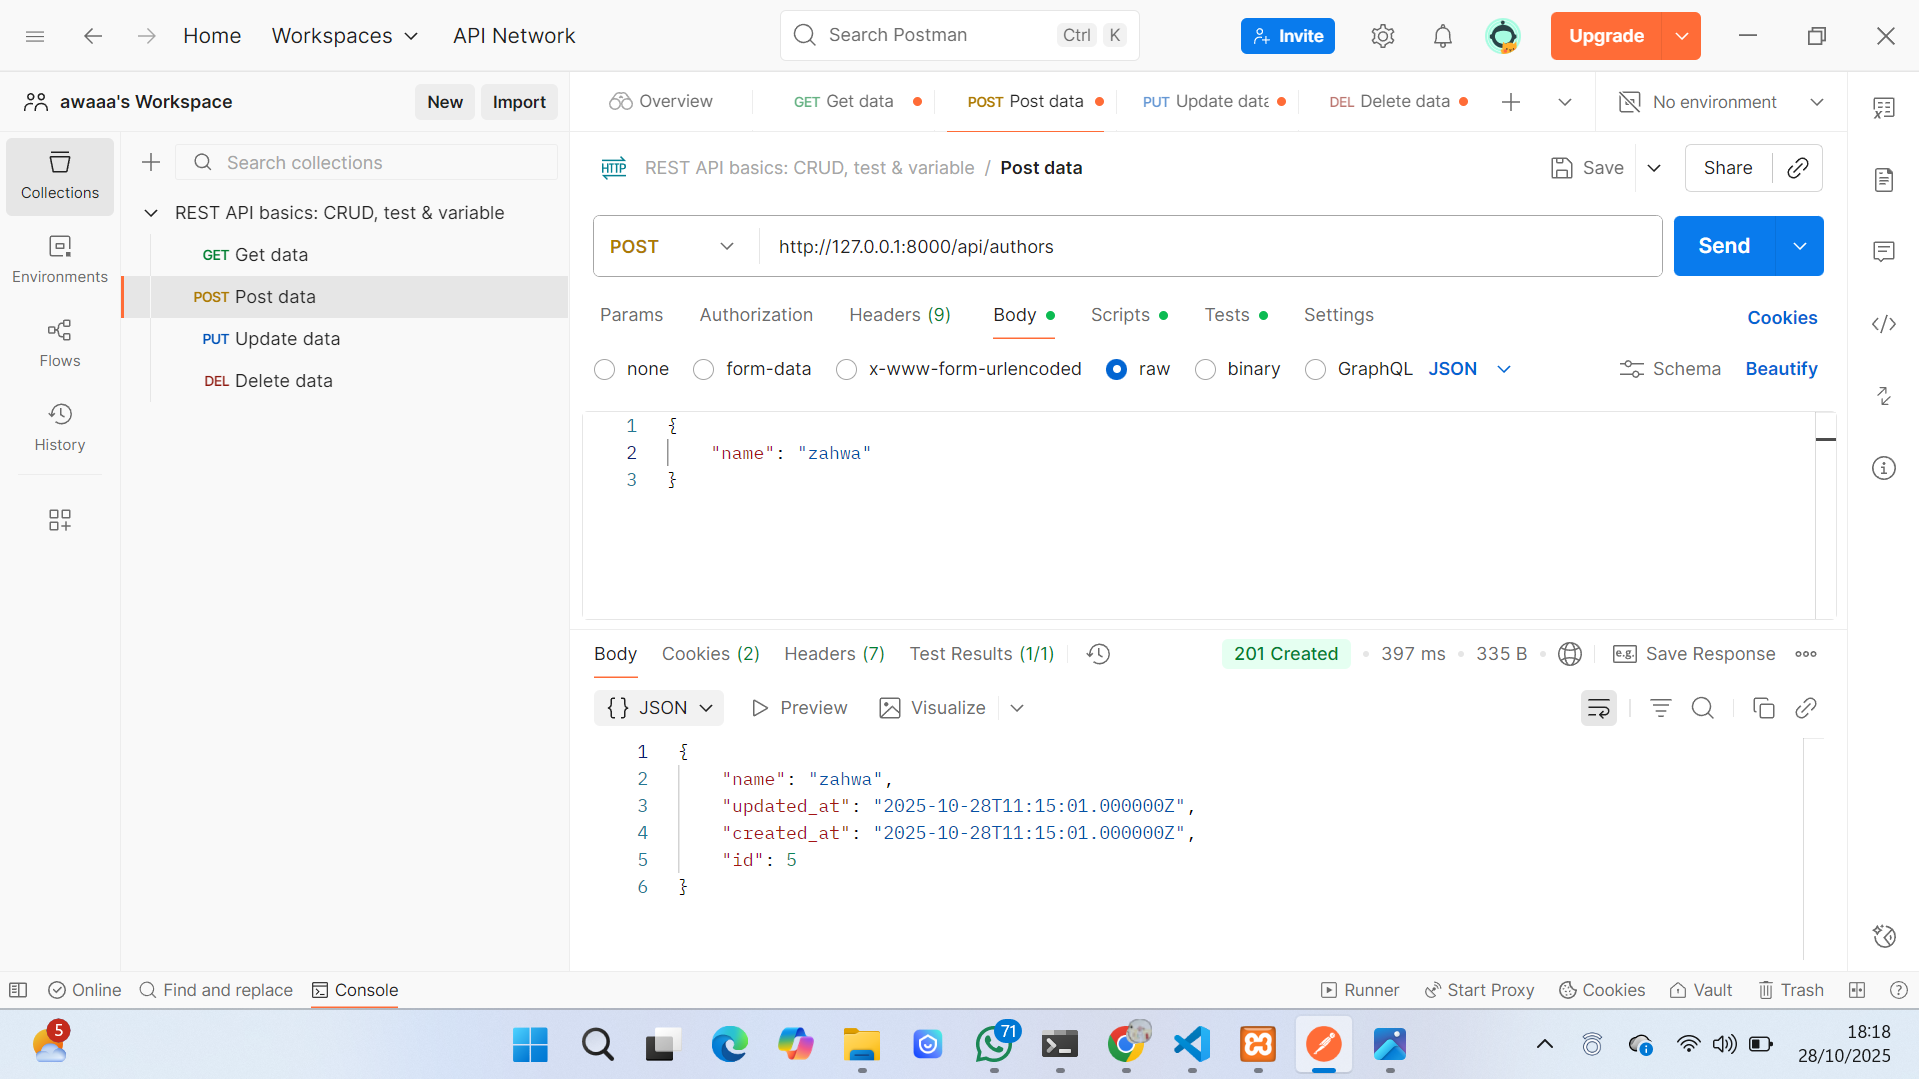 Home
Workspaces
API Network
Search Postman
Ctrl K
Invite
Upgrade
awaaa's Workspace
New
Import
Overview
GET Get data
POST Post data
PUT Update data
DEL Delete data
No environment
Collections
Environments
Flows
History
Search collections
REST API basics: CRUD, test & variable
GET Get data
POST Post data
PUT Update data
DEL Delete data
HTTP
REST API basics: CRUD, test & variable / Post data
Save
Share
POST
http://127.0.0.1:8000/api/authors
Send
Params
Authorization
Headers (9)
Body
Scripts
Tests
Settings
Cookies
none
form-data
x-www-form-urlencoded
raw
binary
GraphQL
JSON
Schema
Beautify
1 {
2 "name": "zahwa"
3 }
Body
Cookies (2)
Headers (7)
Test Results (1/1)
201 Created
397 ms
335 B
e.g. Save Response
{} JSON
Preview
Visualize
1 {
2 "name": "zahwa",
3 "updated_at": "2025-10-28T11:15:01.000000Z",
4 "created_at": "2025-10-28T11:15:01.000000Z",
5 "id": 5
6 }
Online
Find and replace
Console
Runner
Start Proxy
Cookies
Vault
Trash
5
71
18:18
28/10/2025